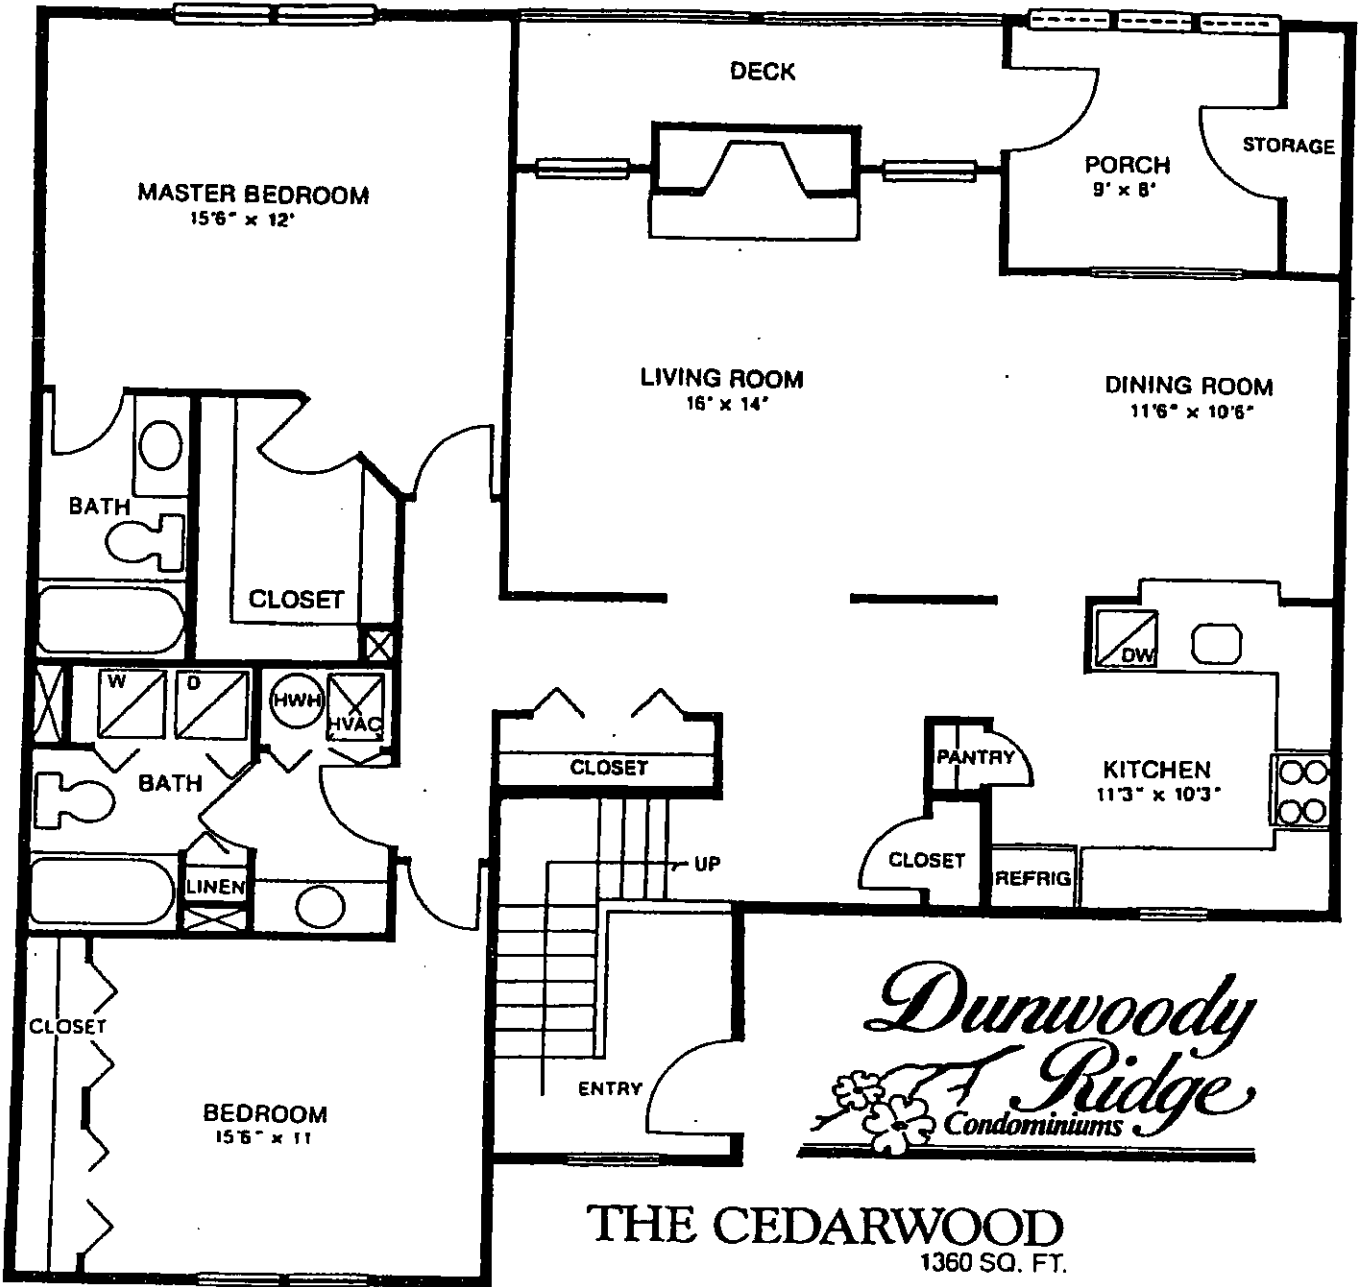 DECK
STORAGE
PORCH
9' × 8'
MASTER BEDROOM
15'6" × 12'
LIVING ROOM
16' × 14'
DINING ROOM
11'6" × 10'6"
BATH
CLOSET
DW
W
D
HWH
HVAC
CLOSET
PANTRY
KITCHEN
11'3" × 10'3"
BATH
UP
CLOSET
REFRIG
LINEN
CLOSET
ENTRY
BEDROOM
15'6" × 11
Dunwoody
Ridge
Condominiums
THE CEDARWOOD
1360 SQ. FT.